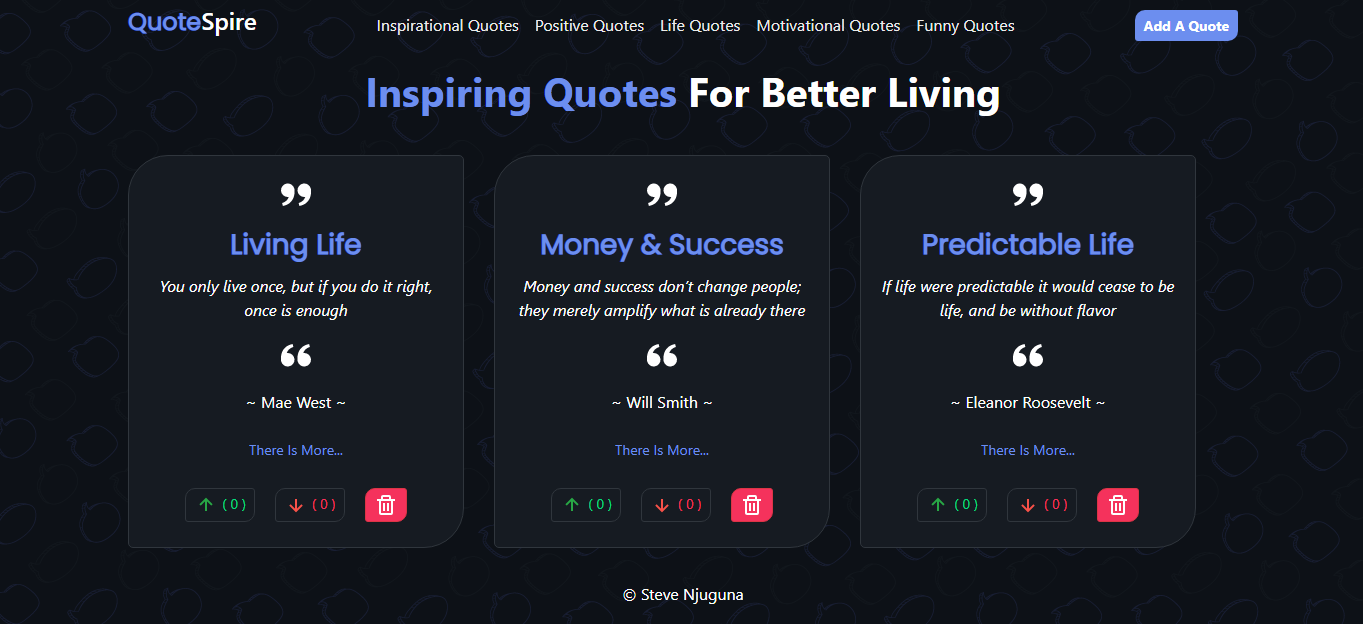 QuoteSpire
Inspirational Quotes Positive Quotes Life Quotes Motivational Quotes Funny Quotes
Add A Quote
Inspiring Quotes For Better Living
”
Living Life
You only live once, but if you do it right,
once is enough
“
~ Mae West ~
There Is More...
↑ ( 0 ) ↓ ( 0 )
”
Money & Success
Money and success don’t change people;
they merely amplify what is already there
“
~ Will Smith ~
There Is More...
↑ ( 0 ) ↓ ( 0 )
”
Predictable Life
If life were predictable it would cease to be
life, and be without flavor
“
~ Eleanor Roosevelt ~
There Is More...
↑ ( 0 ) ↓ ( 0 )
© Steve Njuguna